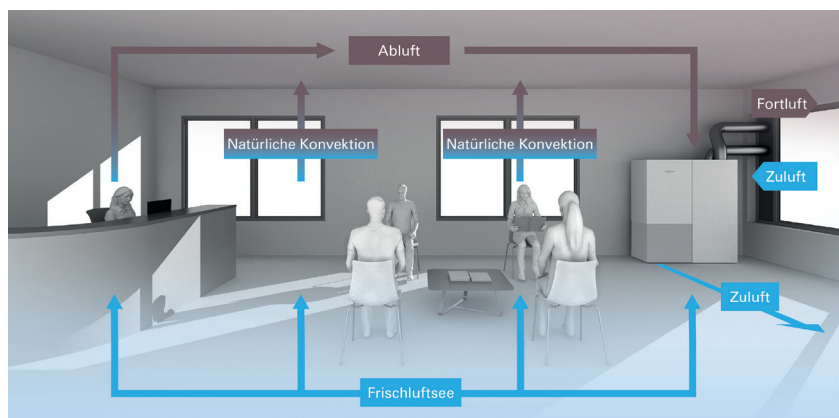 Abluft
Fortluft
Natürliche Konvektion
Natürliche Konvektion
Zuluft
Zuluft
Frischluftsee